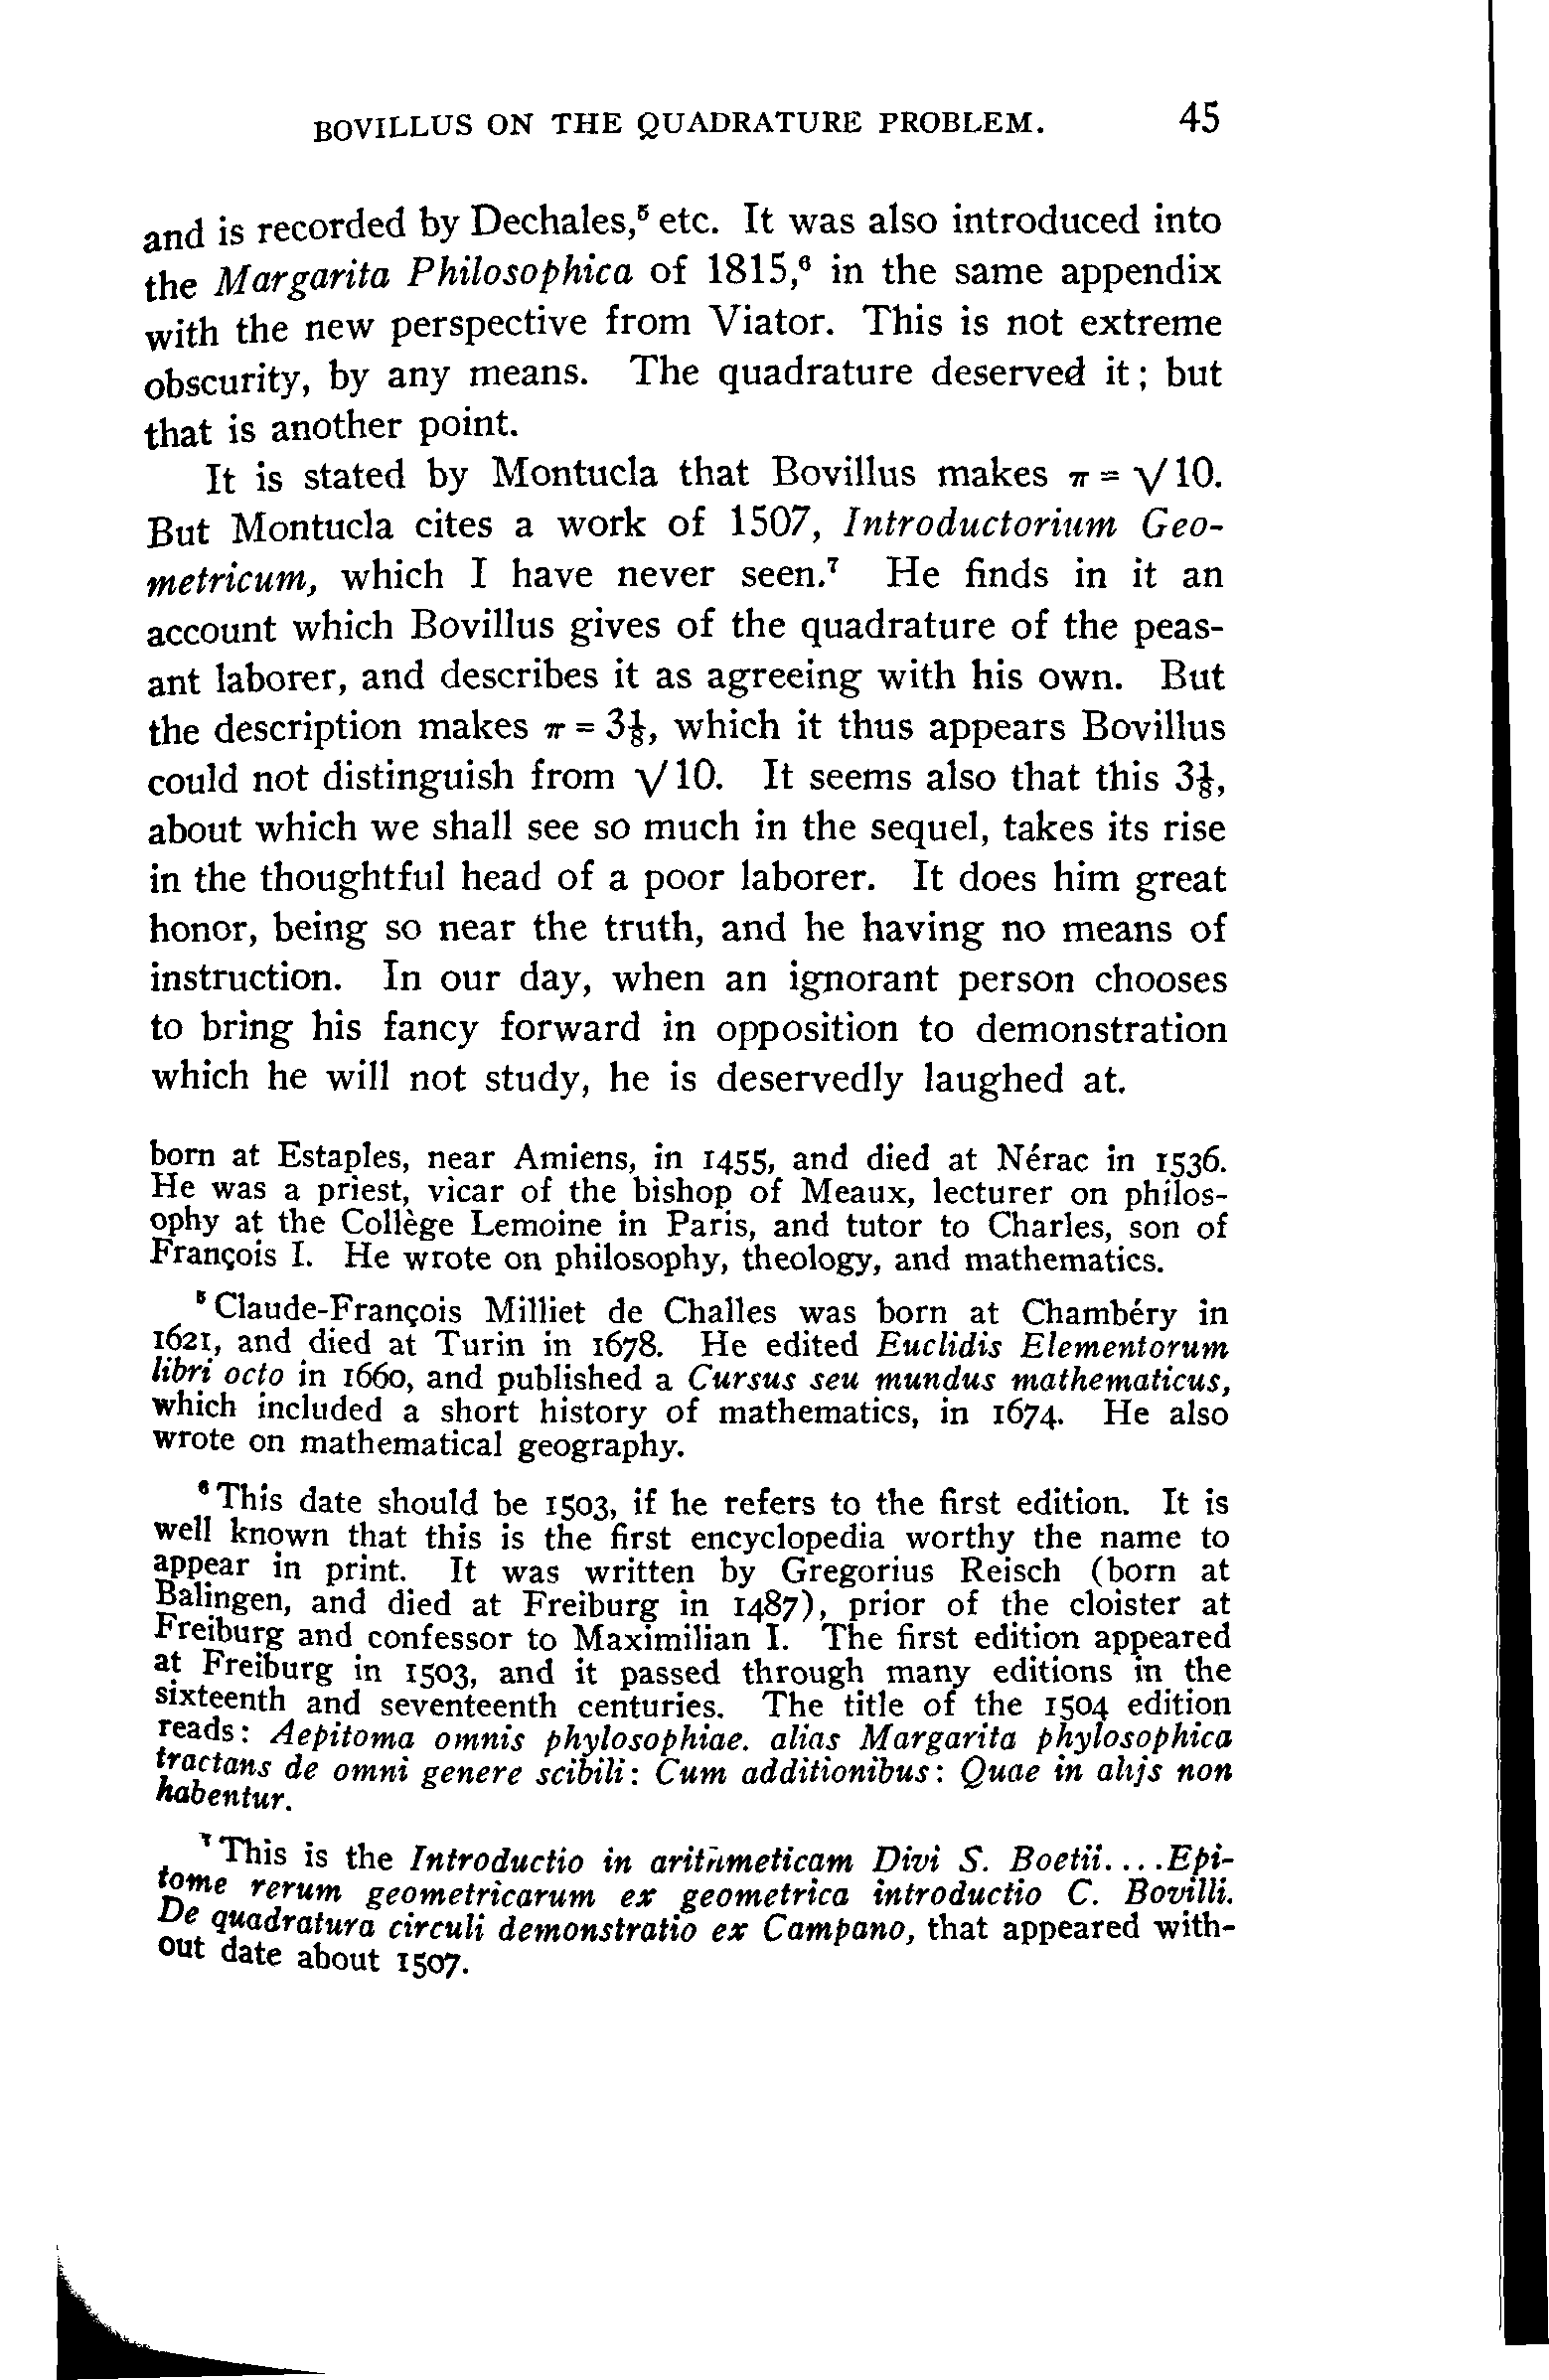 BOVILLUS ON THE QUADRATURE PROBLEM. 45
and is recorded by Dechales,⁵ etc. It was also introduced into
the Margarita Philosophica of 1815,⁶ in the same appendix
with the new perspective from Viator. This is not extreme
obscurity, by any means. The quadrature deserved it; but
that is another point.
It is stated by Montucla that Bovillus makes π = √10.
But Montucla cites a work of 1507, Introductorium Geo-
metricum, which I have never seen.⁷ He finds in it an
account which Bovillus gives of the quadrature of the peas-
ant laborer, and describes it as agreeing with his own. But
the description makes π = 3⅛, which it thus appears Bovillus
could not distinguish from √10. It seems also that this 3⅛,
about which we shall see so much in the sequel, takes its rise
in the thoughtful head of a poor laborer. It does him great
honor, being so near the truth, and he having no means of
instruction. In our day, when an ignorant person chooses
to bring his fancy forward in opposition to demonstration
which he will not study, he is deservedly laughed at.
born at Estaples, near Amiens, in 1455, and died at Nérac in 1536.
He was a priest, vicar of the bishop of Meaux, lecturer on philos-
ophy at the Collège Lemoine in Paris, and tutor to Charles, son of
François I. He wrote on philosophy, theology, and mathematics.
⁵ Claude-François Milliet de Challes was born at Chambéry in
1621, and died at Turin in 1678. He edited Euclidis Elementorum
libri octo in 1660, and published a Cursus seu mundus mathematicus,
which included a short history of mathematics, in 1674. He also
wrote on mathematical geography.
⁶ This date should be 1503, if he refers to the first edition. It is
well known that this is the first encyclopedia worthy the name to
appear in print. It was written by Gregorius Reisch (born at
Balingen, and died at Freiburg in 1487), prior of the cloister at
Freiburg and confessor to Maximilian I. The first edition appeared
at Freiburg in 1503, and it passed through many editions in the
sixteenth and seventeenth centuries. The title of the 1504 edition
reads: Aepitoma omnis phylosophiae. alias Margarita phylosophica
tractans de omni genere scibili: Cum additionibus: Quae in alijs non
habentur.
⁷ This is the Introductio in arithmeticam Divi S. Boetii....Epi-
tome rerum geometricarum ex geometrica introductio C. Bovilli.
De quadratura circuli demonstratio ex Campano, that appeared with-
out date about 1507.